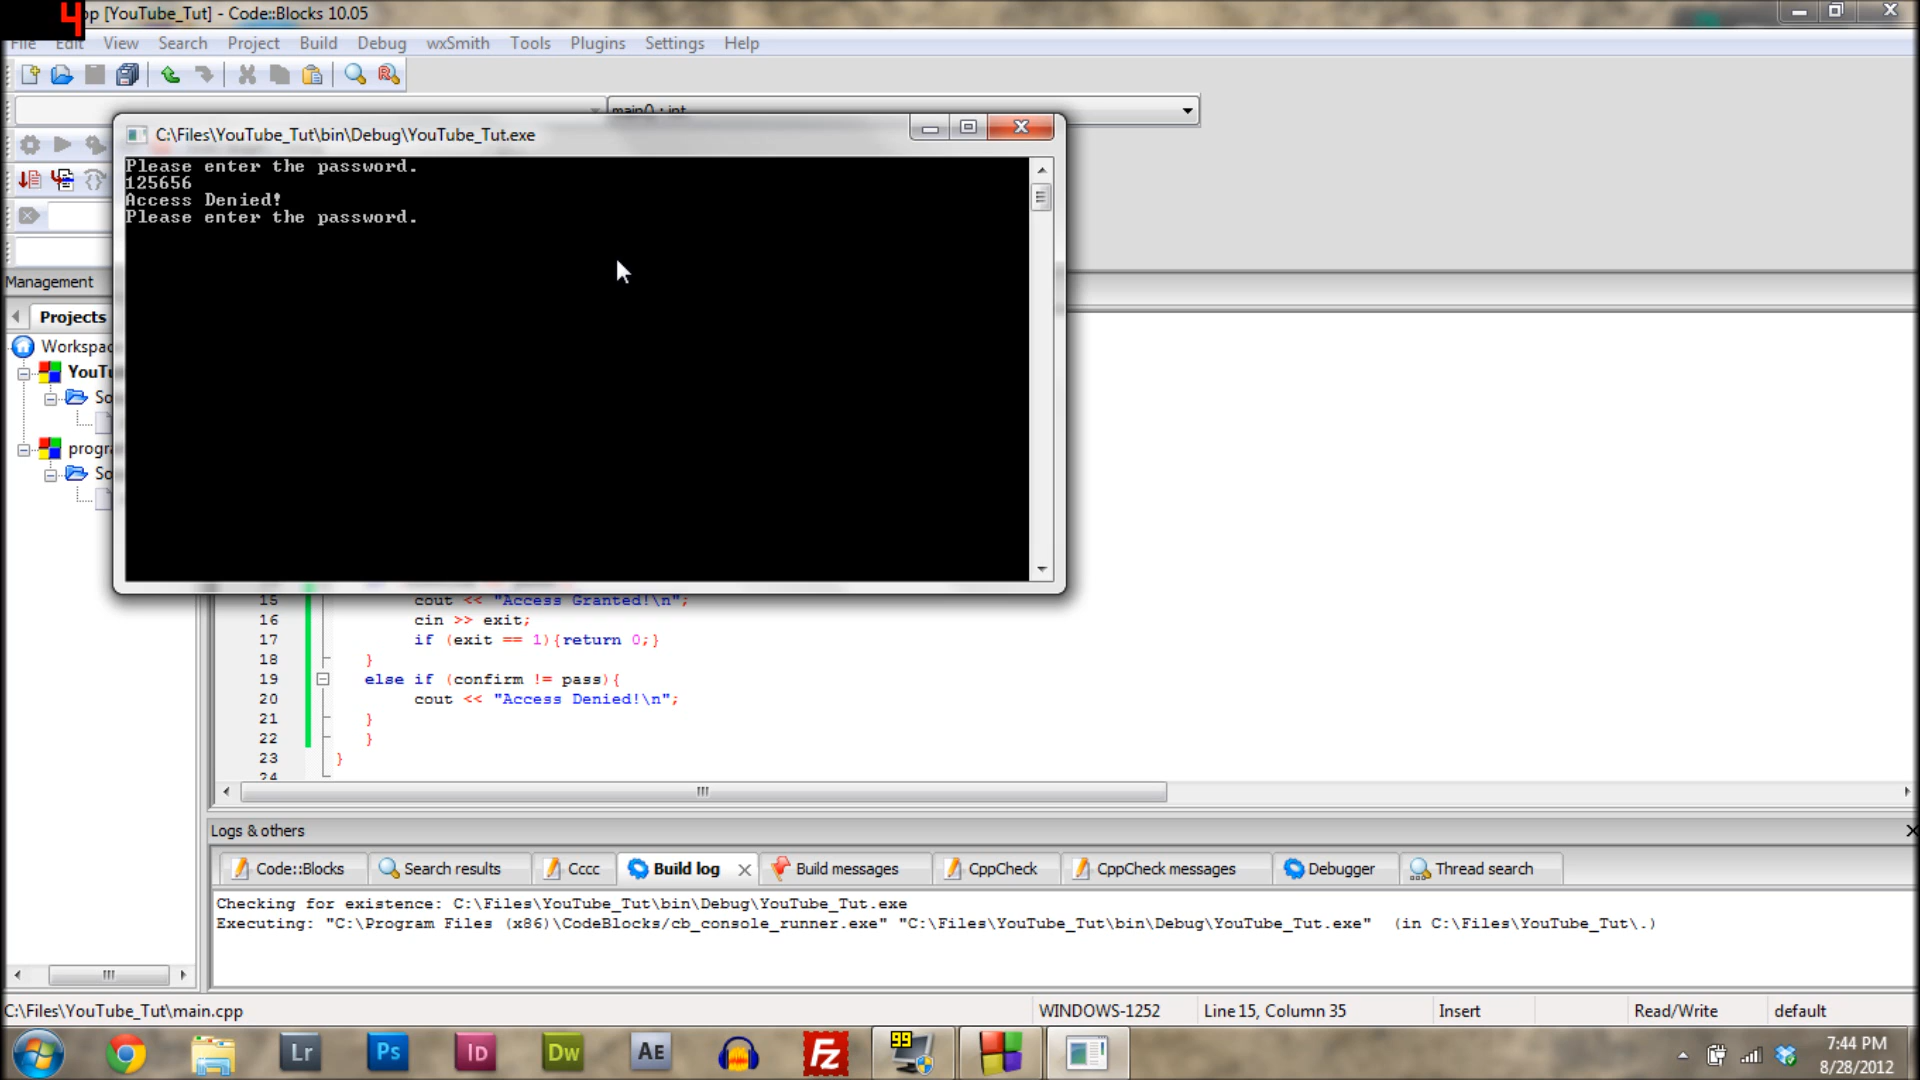 4
pp [YouTube_Tut] - Code::Blocks 10.05
File Edit View Search Project Build Debug wxSmith Tools Plugins Settings Help
main() : int
C:\Files\YouTube_Tut\bin\Debug\YouTube_Tut.exe
Please enter the password.
125656
Access Denied!
Please enter the password.
Management
Projects
Workspac
YouTu
So
progra
So
15 cout << "Access Granted!\n";
16 cin >> exit;
17 if (exit == 1){return 0;}
18 }
19 else if (confirm != pass){
20 cout << "Access Denied!\n";
21 }
22 }
23 }
24
Logs & others
Code::Blocks Search results Cccc Build log Build messages CppCheck CppCheck messages Debugger Thread search
Checking for existence: C:\Files\YouTube_Tut\bin\Debug\YouTube_Tut.exe
Executing: "C:\Program Files (x86)\CodeBlocks/cb_console_runner.exe" "C:\Files\YouTube_Tut\bin\Debug\YouTube_Tut.exe"  (in C:\Files\YouTube_Tut\.)
C:\Files\YouTube_Tut\main.cpp WINDOWS-1252 Line 15, Column 35 Insert Read/Write default
Lr Ps Id Dw AE Fz 99
7:44 PM
8/28/2012